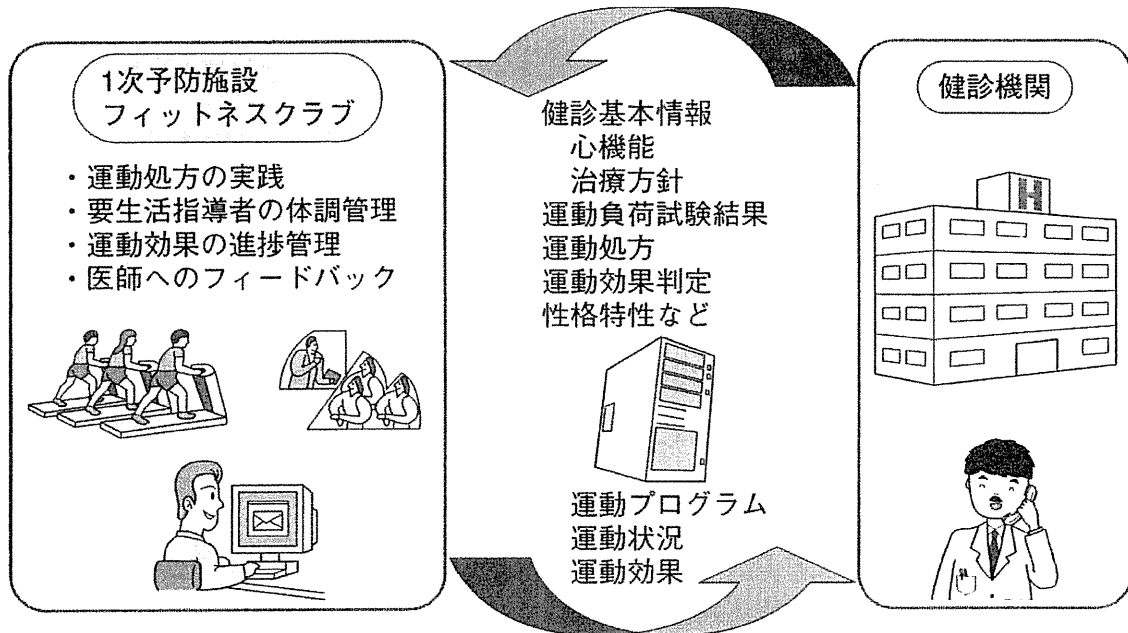 1次予防施設
フィットネスクラブ
・運動処方の実践
・要生活指導者の体調管理
・運動効果の進捗管理
・医師へのフィードバック
健診基本情報
心機能
治療方針
運動負荷試験結果
運動処方
運動効果判定
性格特性など
運動プログラム
運動状況
運動効果
健診機関
H